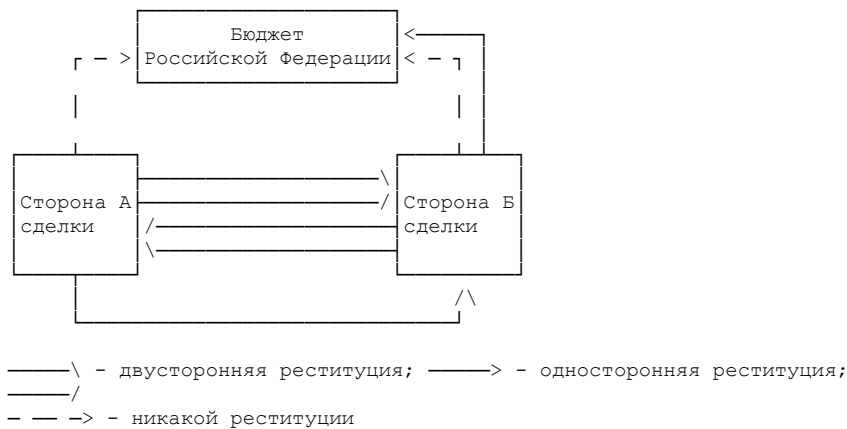 Бюджет
Российской Федерации
Сторона А
сделки
Сторона Б
сделки
- двусторонняя реституция;
- односторонняя реституция;
- никакой реституции